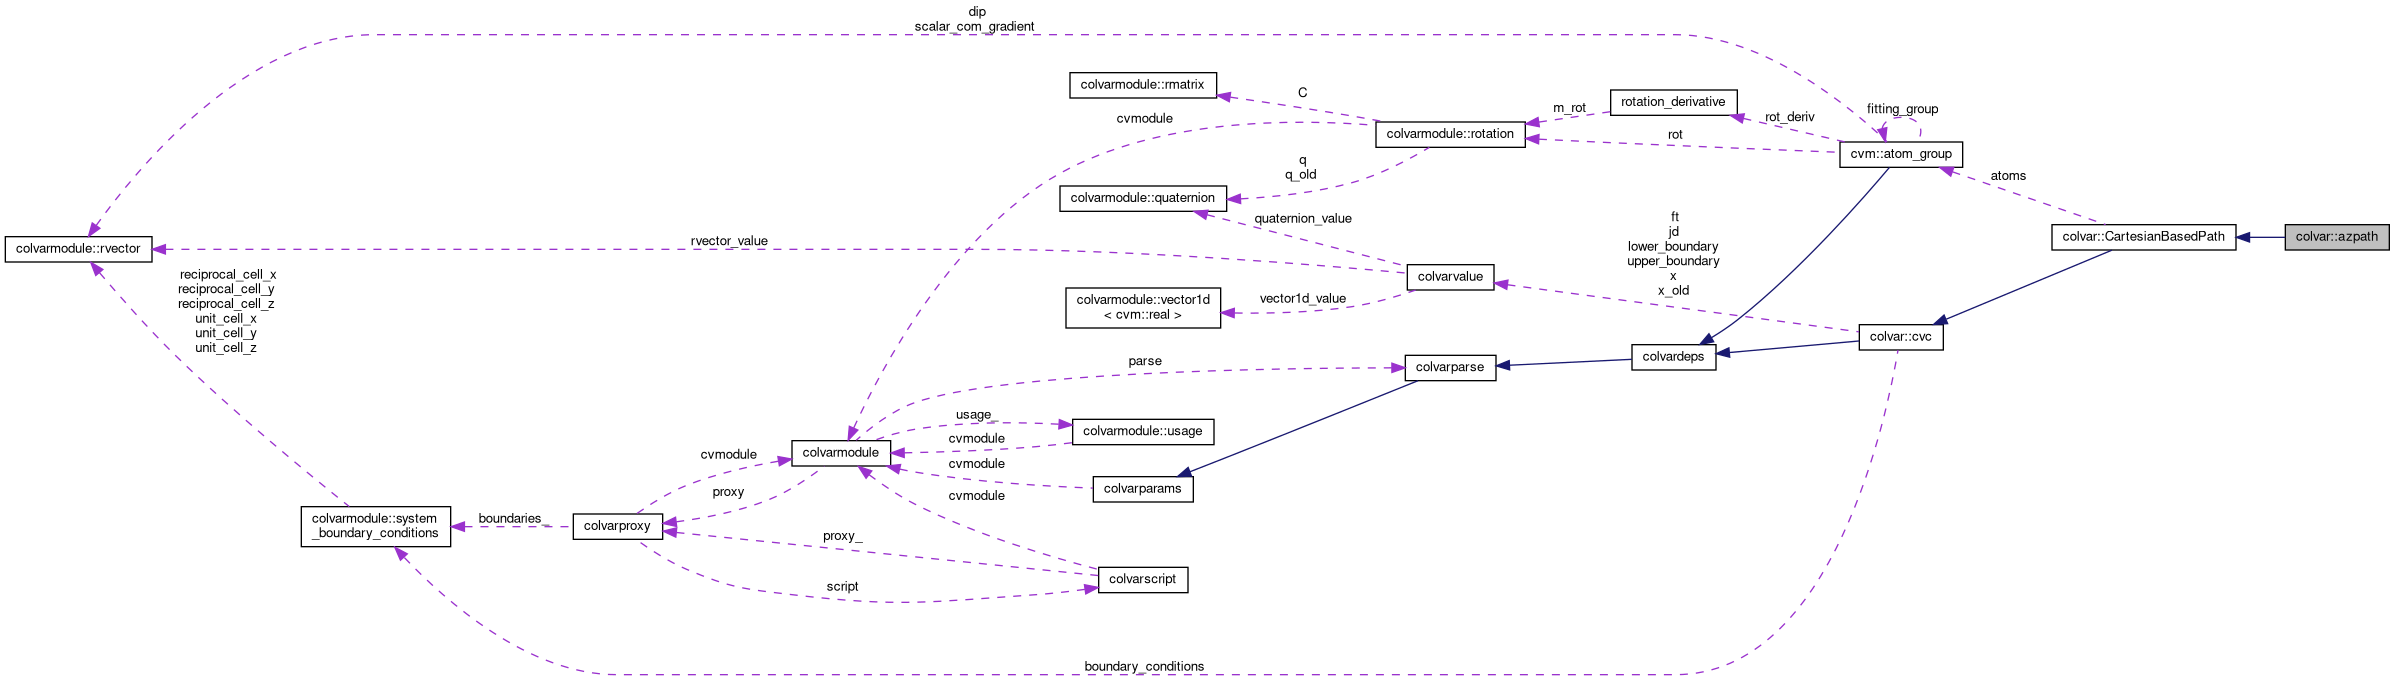 dip
scalar_com_gradient
colvarmodule::rmatrix
C
rotation_derivative
m_rot
fitting_group
cvmodule
rot_deriv
colvarmodule::rotation
rot
cvm::atom_group
q
q_old
atoms
colvarmodule::quaternion
quaternion_value
ft
jd
lower_boundary
upper_boundary
x
x_old
colvar::CartesianBasedPath
colvar::azpath
colvarmodule::rvector
rvector_value
reciprocal_cell_x
reciprocal_cell_y
reciprocal_cell_z
unit_cell_x
unit_cell_y
unit_cell_z
colvarvalue
colvarmodule::vector1d
< cvm::real >
vector1d_value
colvar::cvc
colvardeps
parse
colvarparse
usage_
colvarmodule::usage
cvmodule
colvarmodule
cvmodule
cvmodule
colvarparams
proxy
cvmodule
colvarmodule::system
_boundary_conditions
boundaries_
colvarproxy
proxy_
colvarscript
script
boundary_conditions